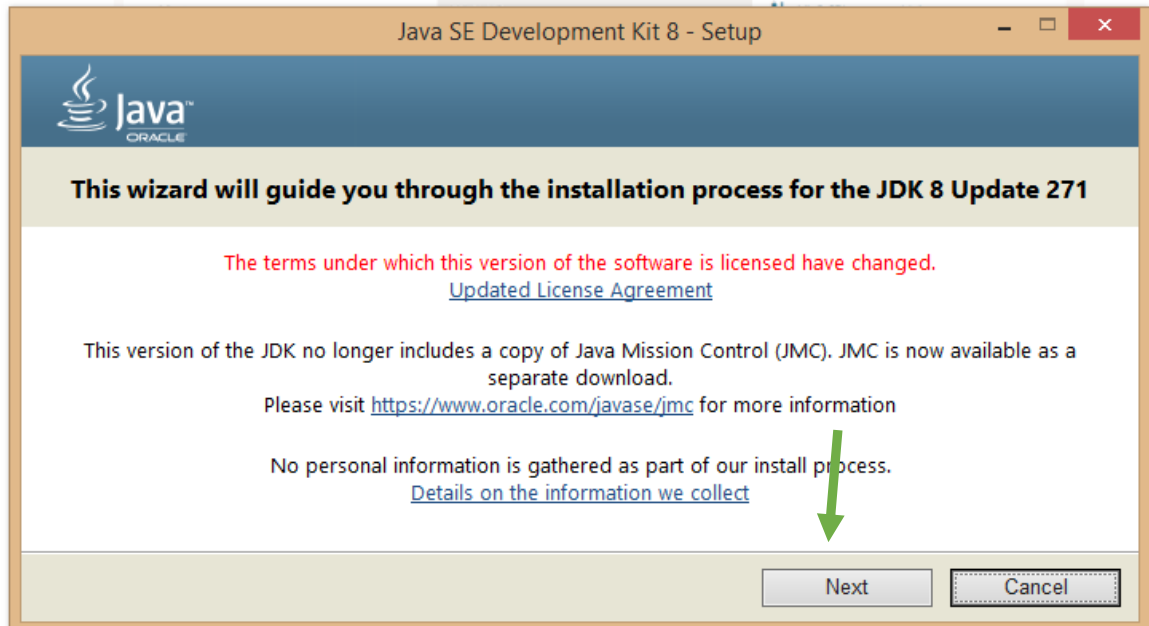 Java SE Development Kit 8 - Setup
Java™
ORACLE
This wizard will guide you through the installation process for the JDK 8 Update 271
The terms under which this version of the software is licensed have changed.
Updated License Agreement
This version of the JDK no longer includes a copy of Java Mission Control (JMC). JMC is now available as a
separate download.
Please visit https://www.oracle.com/javase/jmc for more information
No personal information is gathered as part of our install process.
Details on the information we collect
Next
Cancel